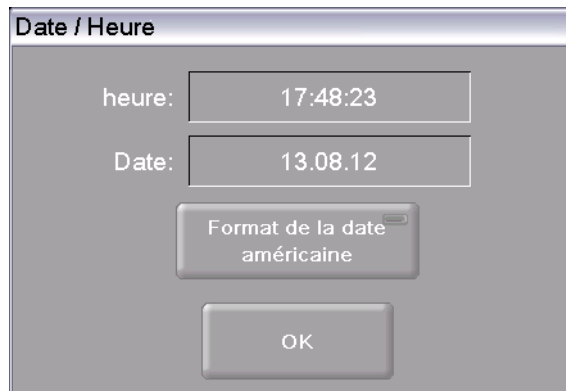 Date / Heure
heure: 17:48:23
Date: 13.08.12
Format de la date
américaine
OK